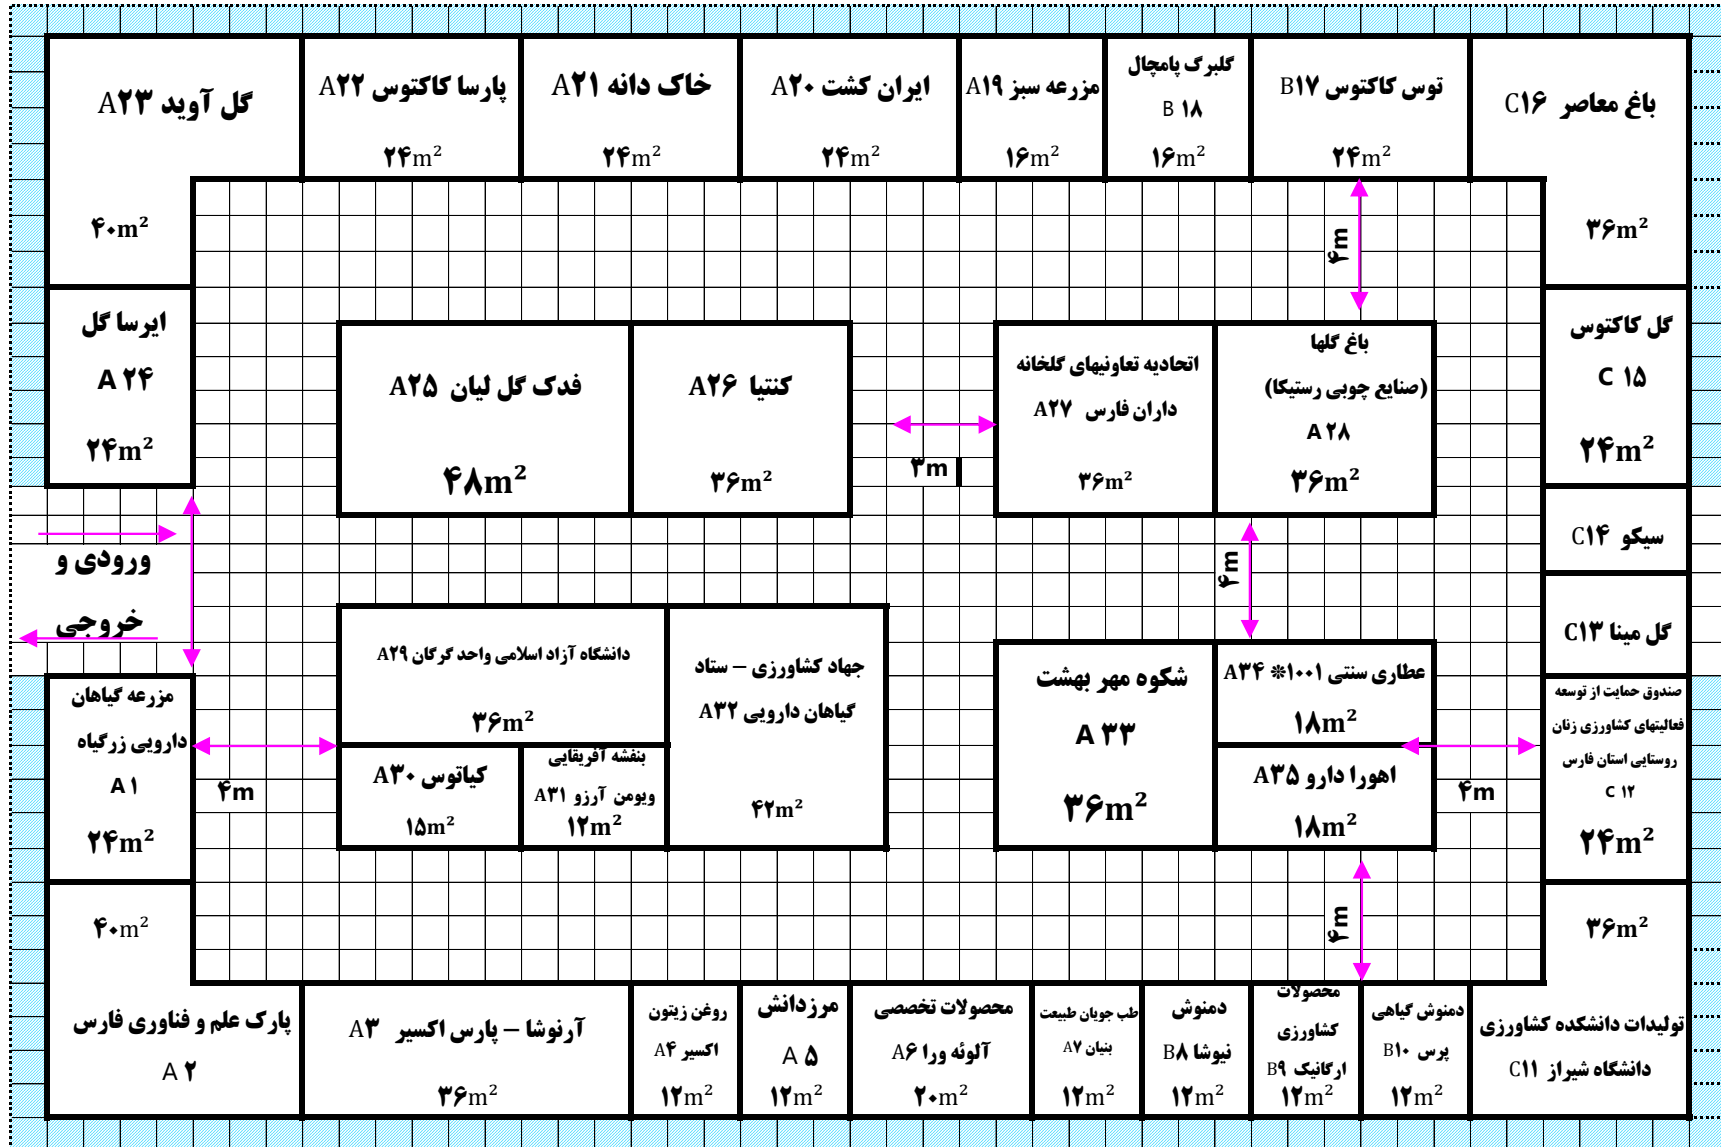 گل آوید A۲۳
۴۰m²
پارسا کاکتوس A۲۲
۲۴m²
خاک دانه A۲۱
۲۴m²
ایران کشت A۲۰
۲۴m²
مزرعه سبز A۱۹
۱۶m²
گلبرگ پامچال
B ۱۸
۱۶m²
توس کاکتوس B۱۷
۲۴m²
باغ معاصر C۱۶
۳۶m²
۴m
ایرسا گل
A ۲۴
۲۴m²
فدک گل لیان A۲۵
۴۸m²
کنتیا A۲۶
۳۶m²
۳m
اتحادیه تعاونیهای گلخانه
داران فارس A۲۷
۳۶m²
باغ گلها
(صنایع چوبی رستیکا)
A ۲۸
۳۶m²
گل کاکتوس
C ۱۵
۲۴m²
ورودی و
خروجی
۴m
سیکو C۱۴
گل مینا C۱۳
مزرعه گیاهان
دارویی زرگیاه
A ۱
۲۴m²
۴m
دانشگاه آزاد اسلامی واحد گرگان A۲۹
۳۶m²
کیاتوس A۳۰
۱۵m²
بنفشه آفریقایی
ویومن آرزو A۳۱
۱۲m²
جهاد کشاورزی – ستاد
گیاهان دارویی A۳۲
۴۲m²
شکوه مهر بهشت
A ۳۳
۳۶m²
عطاری سنتی ۱۰۰۱* A۳۴
۱۸m²
اهورا دارو A۳۵
۱۸m²
۴m
صندوق حمایت از توسعه
فعالیتهای کشاورزی زنان
روستایی استان فارس
C ۱۲
۲۴m²
۴m
۴۰m²
پارک علم و فناوری فارس
A ۲
آرنوشا – پارس اکسیر A۳
۳۶m²
روغن زیتون
اکسیر A۴
۱۲m²
مرزدانش
A ۵
۱۲m²
محصولات تخصصی
آلوئه ورا A۶
۲۰m²
طب جویان طبیعت
بنیان A۷
۱۲m²
دمنوش
نیوشا B۸
۱۲m²
محصولات
کشاورزی
ارگانیک B۹
۱۲m²
دمنوش گیاهی
پرس B۱۰
۱۲m²
۳۶m²
تولیدات دانشکده کشاورزی
دانشگاه شیراز C۱۱